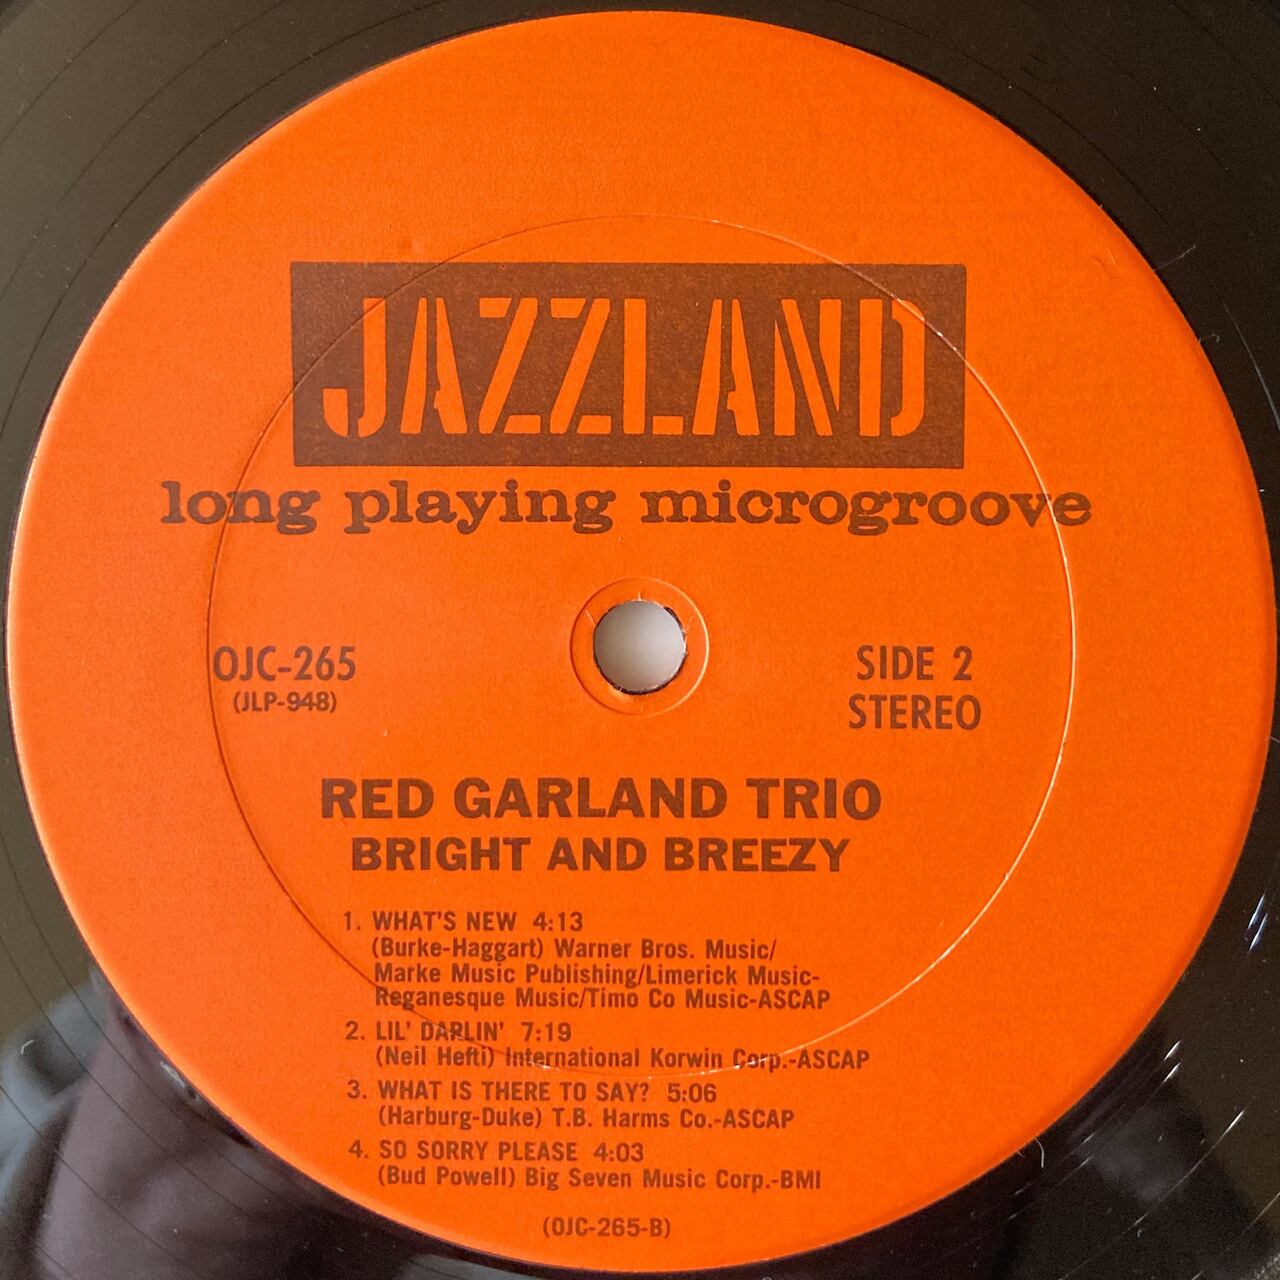 JAZZLAND
long playing microgroove
OJC-265
(JLP-948)
SIDE 2
STEREO
RED GARLAND TRIO
BRIGHT AND BREEZY
1. WHAT'S NEW 4:13
(Burke-Haggart) Warner Bros. Music/
Marke Music Publishing/Limerick Music-
Reganesque Music/Timo Co Music-ASCAP
2. LIL' DARLIN' 7:19
(Neil Hefti) International Korwin Corp.-ASCAP
3. WHAT IS THERE TO SAY? 5:06
(Harburg-Duke) T.B. Harms Co.-ASCAP
4. SO SORRY PLEASE 4:03
(Bud Powell) Big Seven Music Corp.-BMI
(OJC-265-B)